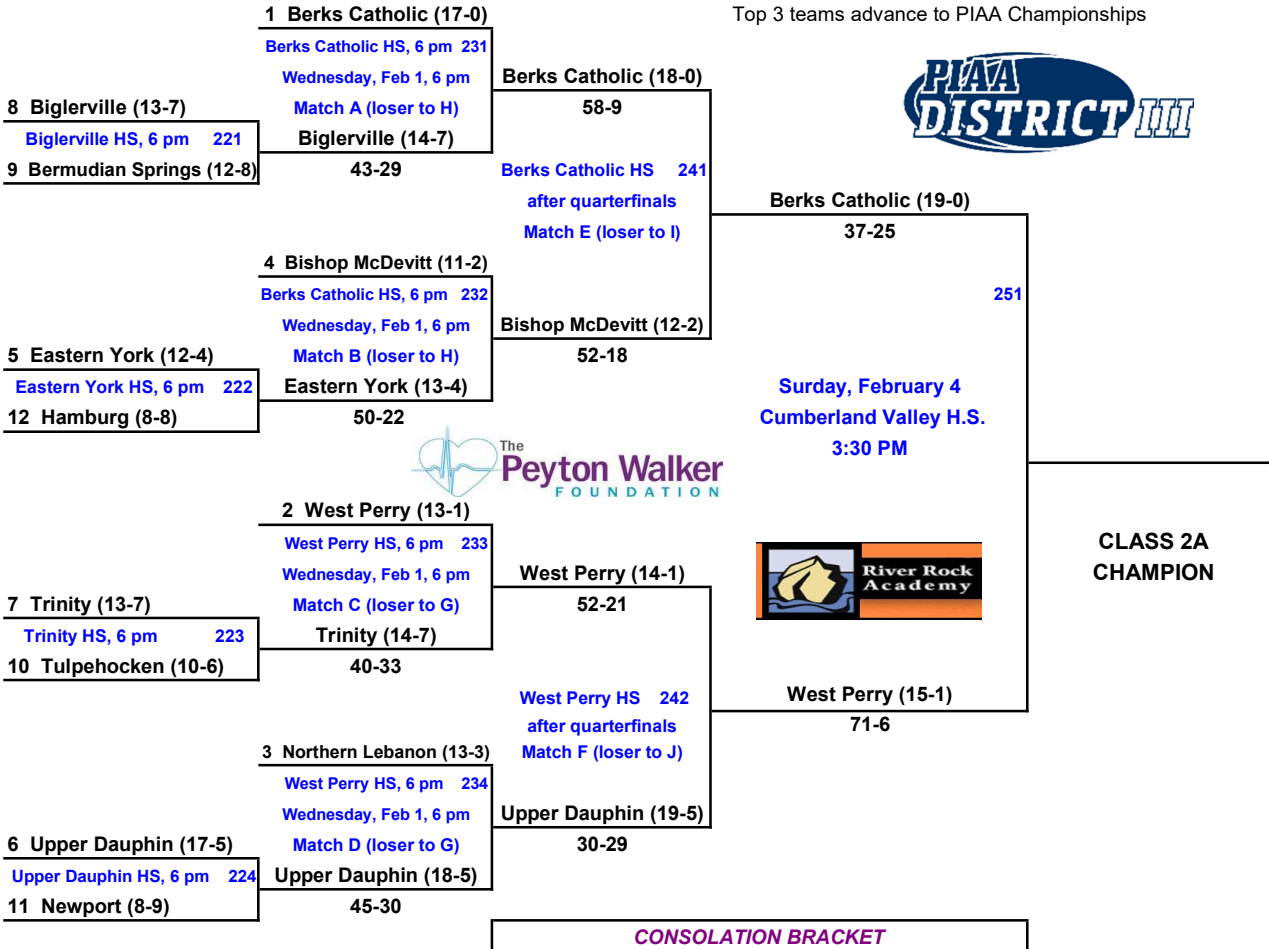 1 Berks Catholic (17-0)
Top 3 teams advance to PIAA Championships
Berks Catholic HS, 6 pm 231
Wednesday, Feb 1, 6 pm
Match A (loser to H)
Berks Catholic (18-0)
58-9
PIAA
DISTRICT III
8 Biglerville (13-7)
Biglerville HS, 6 pm 221
9 Bermudian Springs (12-8)
Biglerville (14-7)
43-29
Berks Catholic HS 241
after quarterfinals
Match E (loser to I)
Berks Catholic (19-0)
37-25
4 Bishop McDevitt (11-2)
Berks Catholic HS, 6 pm 232
Wednesday, Feb 1, 6 pm
Match B (loser to H)
Bishop McDevitt (12-2)
52-18
251
5 Eastern York (12-4)
Eastern York HS, 6 pm 222
12 Hamburg (8-8)
Eastern York (13-4)
50-22
Surday, February 4
Cumberland Valley H.S.
3:30 PM
The
Peyton Walker
FOUNDATION
2 West Perry (13-1)
West Perry HS, 6 pm 233
Wednesday, Feb 1, 6 pm
Match C (loser to G)
West Perry (14-1)
52-21
River Rock
Academy
CLASS 2A
CHAMPION
7 Trinity (13-7)
Trinity HS, 6 pm 223
10 Tulpehocken (10-6)
Trinity (14-7)
40-33
West Perry HS 242
after quarterfinals
Match F (loser to J)
West Perry (15-1)
71-6
3 Northern Lebanon (13-3)
West Perry HS, 6 pm 234
Wednesday, Feb 1, 6 pm
Match D (loser to G)
Upper Dauphin (19-5)
30-29
6 Upper Dauphin (17-5)
Upper Dauphin HS, 6 pm 224
11 Newport (8-9)
Upper Dauphin (18-5)
45-30
CONSOLATION BRACKET